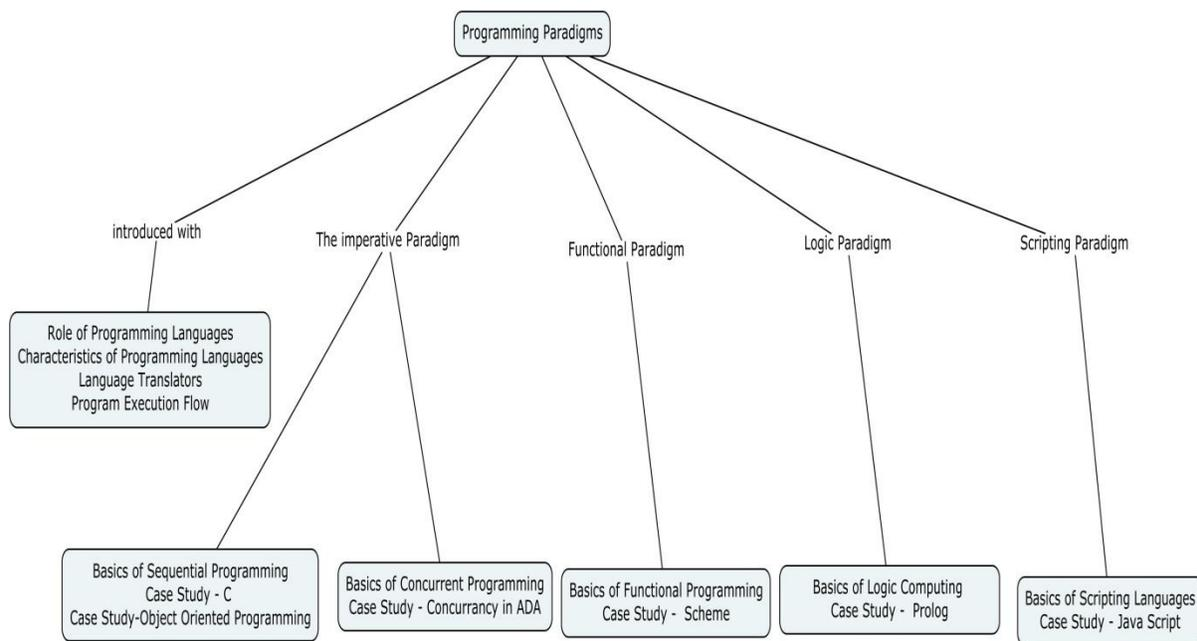 Programming Paradigms
introduced with
The imperative Paradigm
Functional Paradigm
Logic Paradigm
Scripting Paradigm
Role of Programming Languages
Characteristics of Programming Languages
Language Translators
Program Execution Flow
Basics of Sequential Programming
Case Study - C
Case Study-Object Oriented Programming
Basics of Concurrent Programming
Case Study - Concurrancy in ADA
Basics of Functional Programming
Case Study - Scheme
Basics of Logic Computing
Case Study - Prolog
Basics of Scripting Languages
Case Study - Java Script